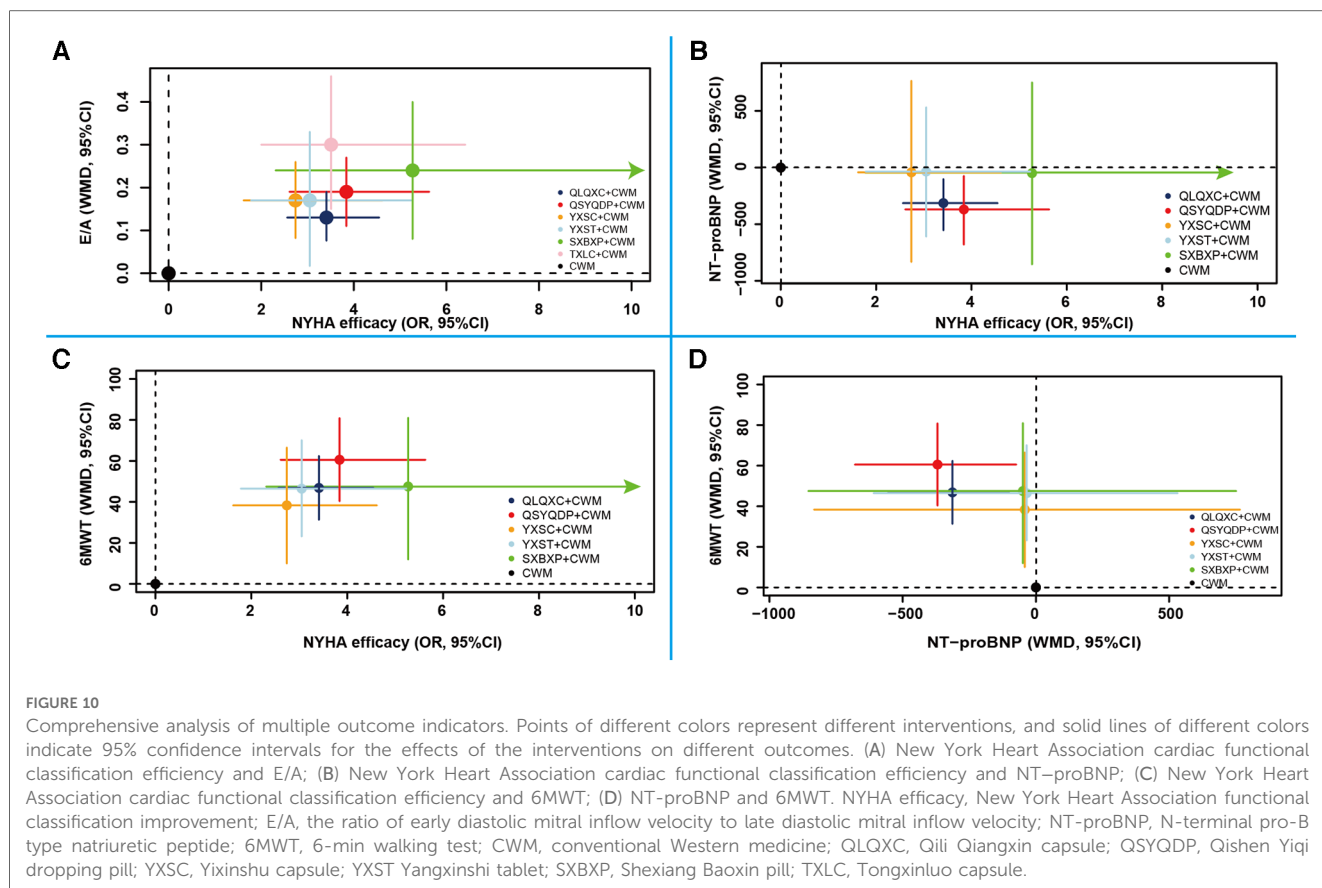 A
E/A (WMD, 95%CI)
0.4
0.3
0.2
0.1
0.0
QLQXC+CWM
QSYQDP+CWM
YXSC+CWM
YXST+CWM
SXBXP+CWM
TXLC+CWM
CWM
0 2 4 6 8 10
NYHA efficacy (OR, 95%CI)
B
NT−proBNP (WMD, 95%CI)
500
0
−500
−1000
QLQXC+CWM
QSYQDP+CWM
YXSC+CWM
YXST+CWM
SXBXP+CWM
CWM
0 2 4 6 8 10
NYHA efficacy (OR, 95%CI)
C
6MWT (WMD, 95%CI)
100
80
60
40
20
0
QLQXC+CWM
QSYQDP+CWM
YXSC+CWM
YXST+CWM
SXBXP+CWM
CWM
0 2 4 6 8 10
NYHA efficacy (OR, 95%CI)
D
6MWT (WMD, 95%CI)
100
80
60
40
20
0
QLQXC+CWM
QSYQDP+CWM
YXSC+CWM
YXST+CWM
SXBXP+CWM
CWM
−1000 −500 0 500
NT−proBNP (WMD, 95%CI)
FIGURE 10
Comprehensive analysis of multiple outcome indicators. Points of different colors represent different interventions, and solid lines of different colors
indicate 95% confidence intervals for the effects of the interventions on different outcomes. (A) New York Heart Association cardiac functional
classification efficiency and E/A; (B) New York Heart Association cardiac functional classification efficiency and NT–proBNP; (C) New York Heart
Association cardiac functional classification efficiency and 6MWT; (D) NT-proBNP and 6MWT. NYHA efficacy, New York Heart Association functional
classification improvement; E/A, the ratio of early diastolic mitral inflow velocity to late diastolic mitral inflow velocity; NT-proBNP, N-terminal pro-B
type natriuretic peptide; 6MWT, 6-min walking test; CWM, conventional Western medicine; QLQXC, Qili Qiangxin capsule; QSYQDP, Qishen Yiqi
dropping pill; YXSC, Yixinshu capsule; YXST Yangxinshi tablet; SXBXP, Shexiang Baoxin pill; TXLC, Tongxinluo capsule.